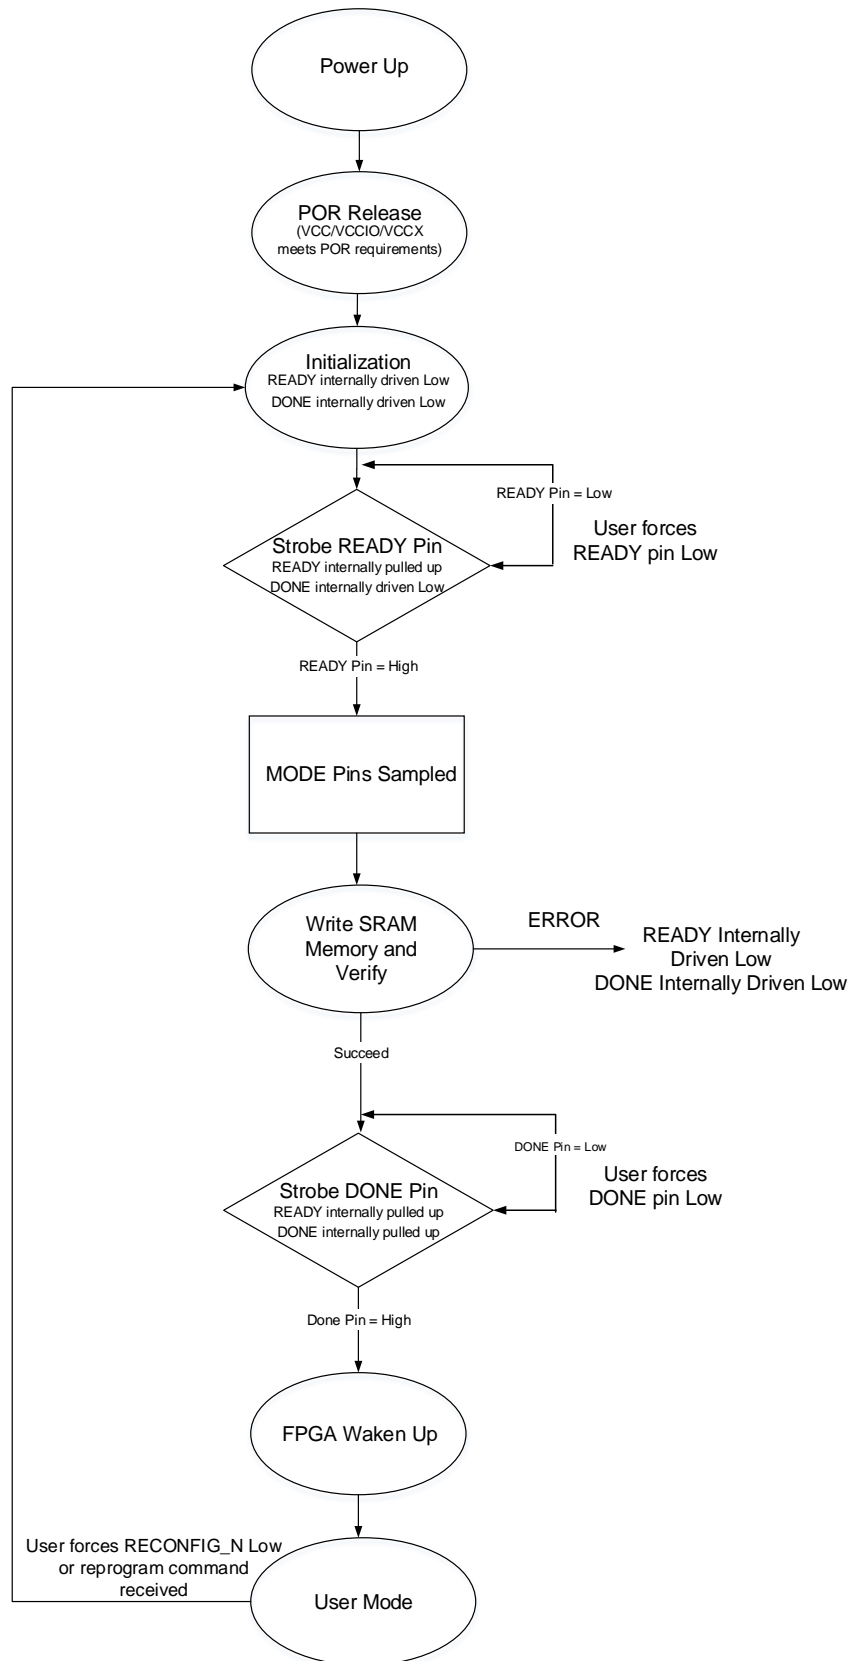 Power Up
POR Release
(VCC/VCCIO/VCCX
meets POR requirements)
Initialization
READY internally driven Low
DONE internally driven Low
READY Pin = Low
User forces
READY pin Low
Strobe READY Pin
READY internally pulled up
DONE internally driven Low
READY Pin = High
MODE Pins Sampled
Write SRAM
Memory and
Verify
ERROR
READY Internally
Driven Low
DONE Internally Driven Low
Succeed
DONE Pin = Low
User forces
DONE pin Low
Strobe DONE Pin
READY internally pulled up
DONE internally pulled up
Done Pin = High
FPGA Waken Up
User forces RECONFIG_N Low
or reprogram command
received
User Mode